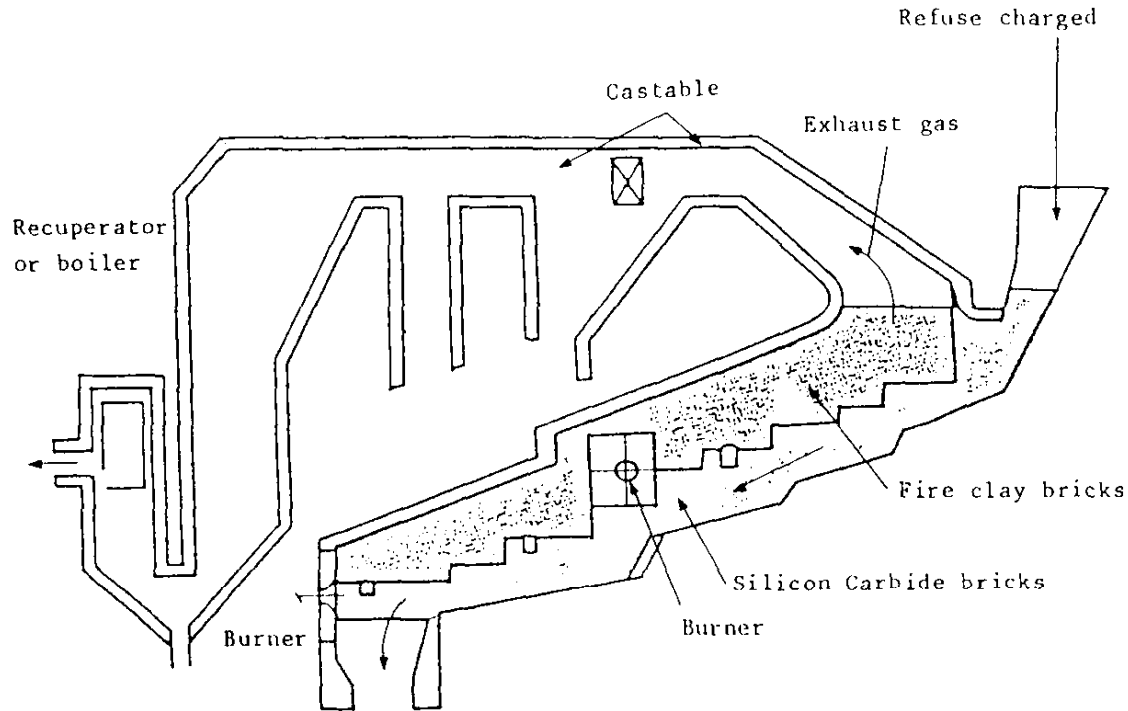 Refuse charged
Castable
Exhaust gas
Recuperator
or boiler
Fire clay bricks
Silicon Carbide bricks
Burner
Burner